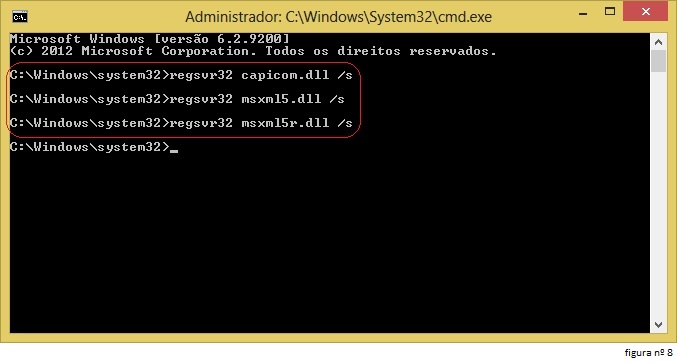 Administrador: C:\Windows\System32\cmd.exe
Microsoft Windows [versão 6.2.9200]
(c) 2012 Microsoft Corporation. Todos os direitos reservados.
C:\Windows\system32>regsvr32 capicom.dll /s
C:\Windows\system32>regsvr32 msxml5.dll /s
C:\Windows\system32>regsvr32 msxml5r.dll /s
C:\Windows\system32>_
figura nº 8